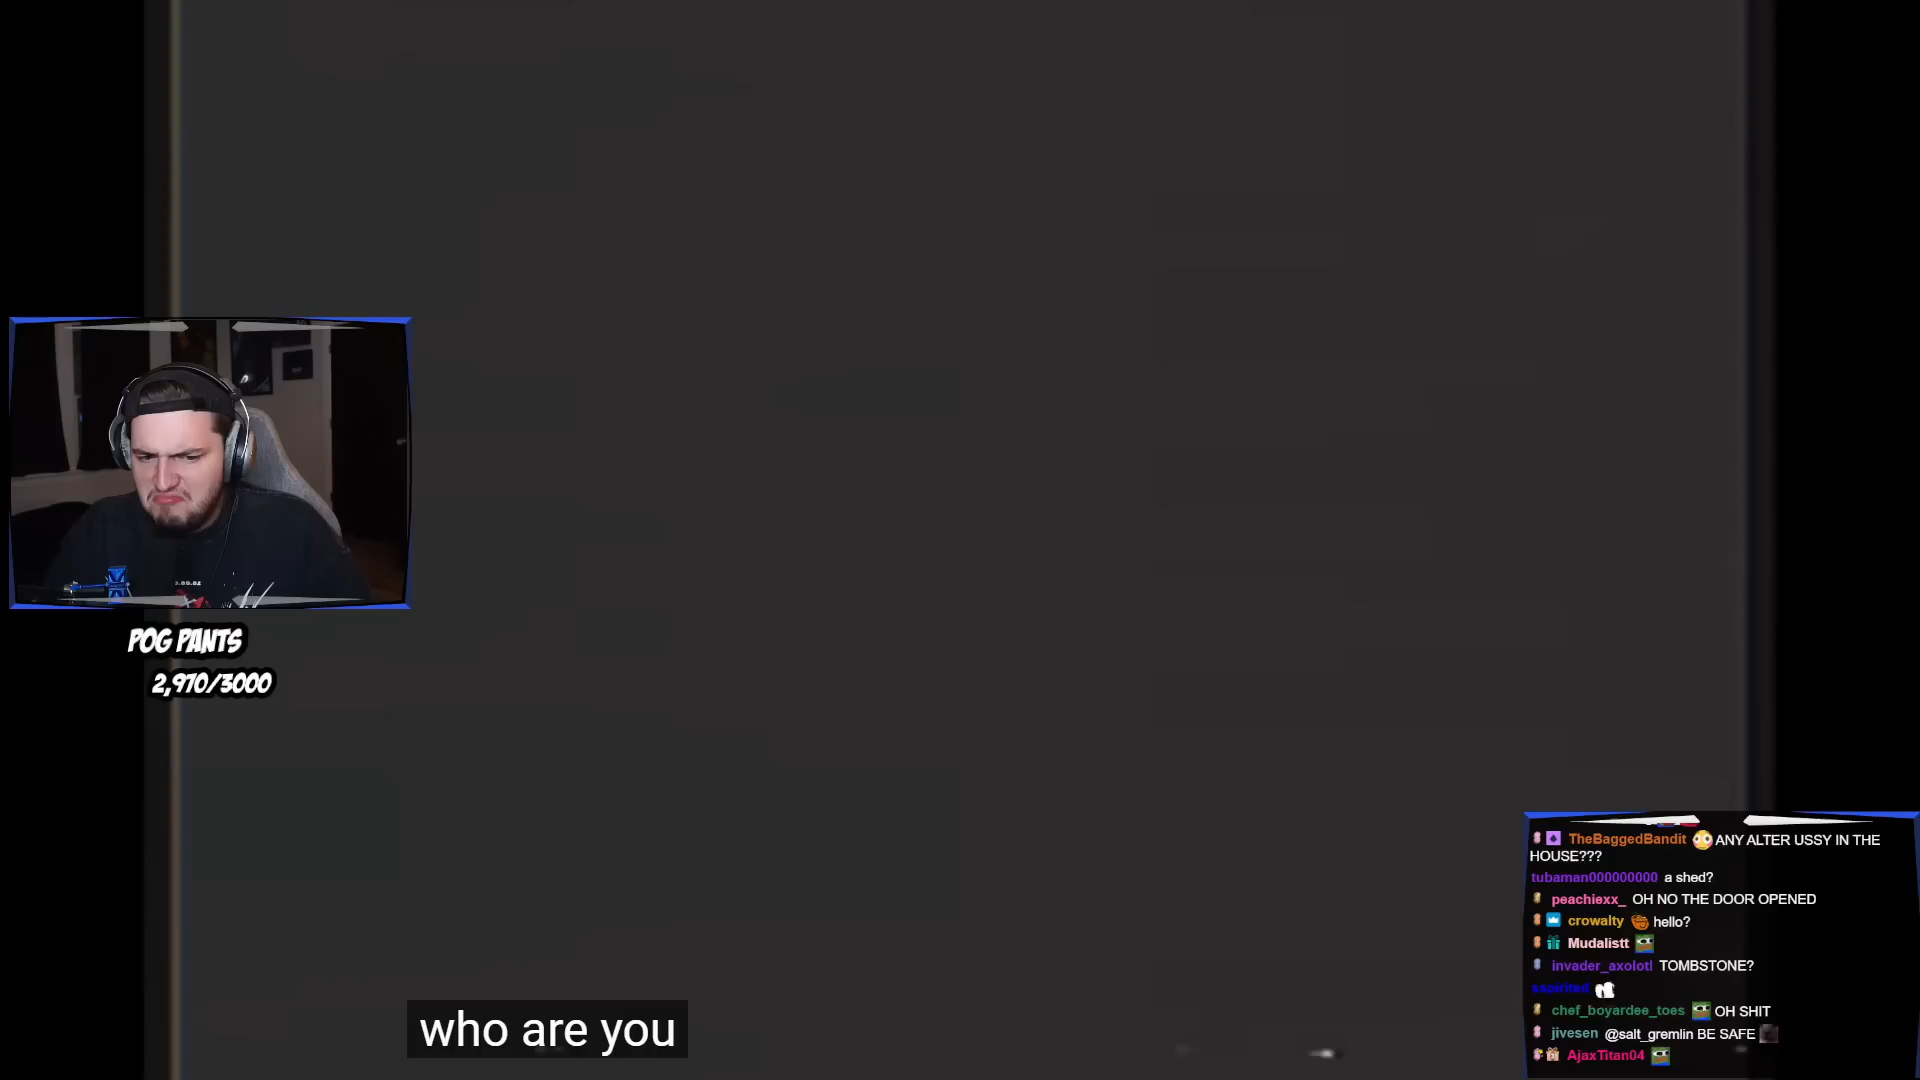 POG PANTS
2,970/3000
TheBaggedBandit ANY ALTER USSY IN THE
HOUSE???
tubaman000000000 a shed?
peachiexx_ OH NO THE DOOR OPENED
crowalty hello?
Mudalistt
invader_axolotl TOMBSTONE?
sspirited
chef_boyardee_toes OH SHIT
jivesen @salt_gremlin BE SAFE
AjaxTitan04
who are you